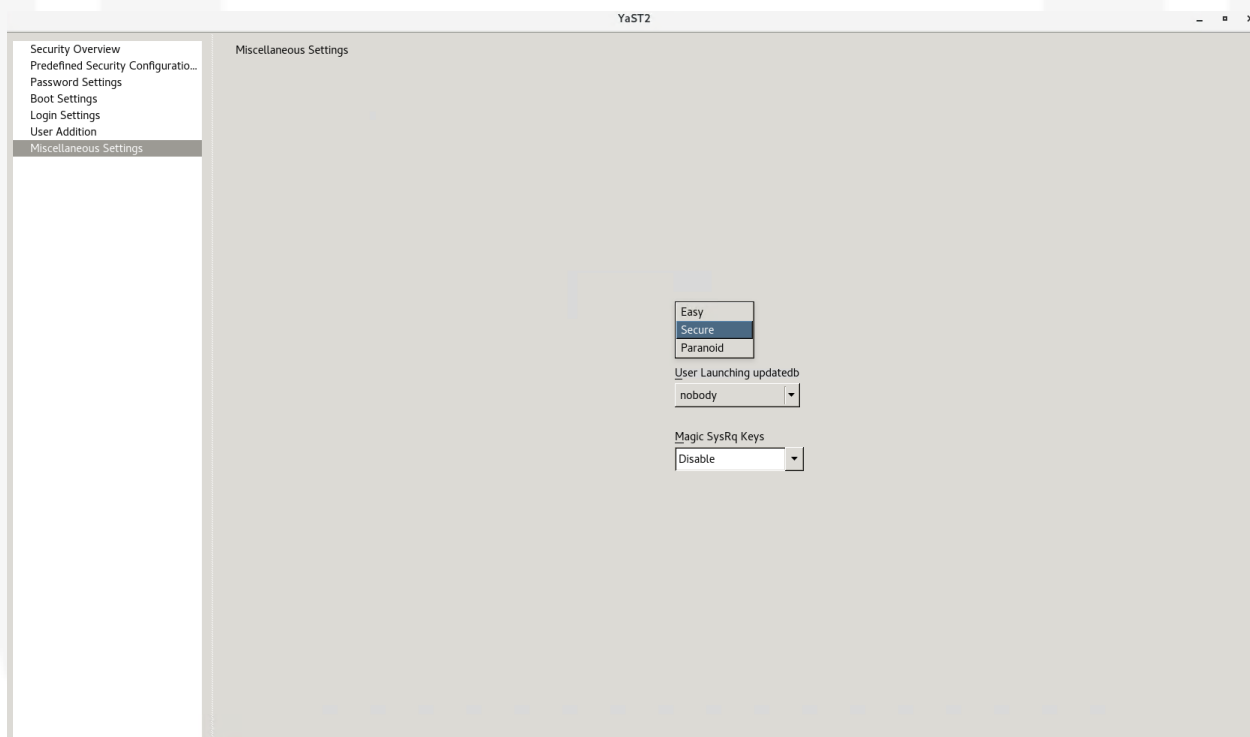 YaST2
Security Overview
Predefined Security Configuratio...
Password Settings
Boot Settings
Login Settings
User Addition
Miscellaneous Settings
Miscellaneous Settings
Easy
Secure
Paranoid
User Launching updatedb
nobody
Magic SysRq Keys
Disable